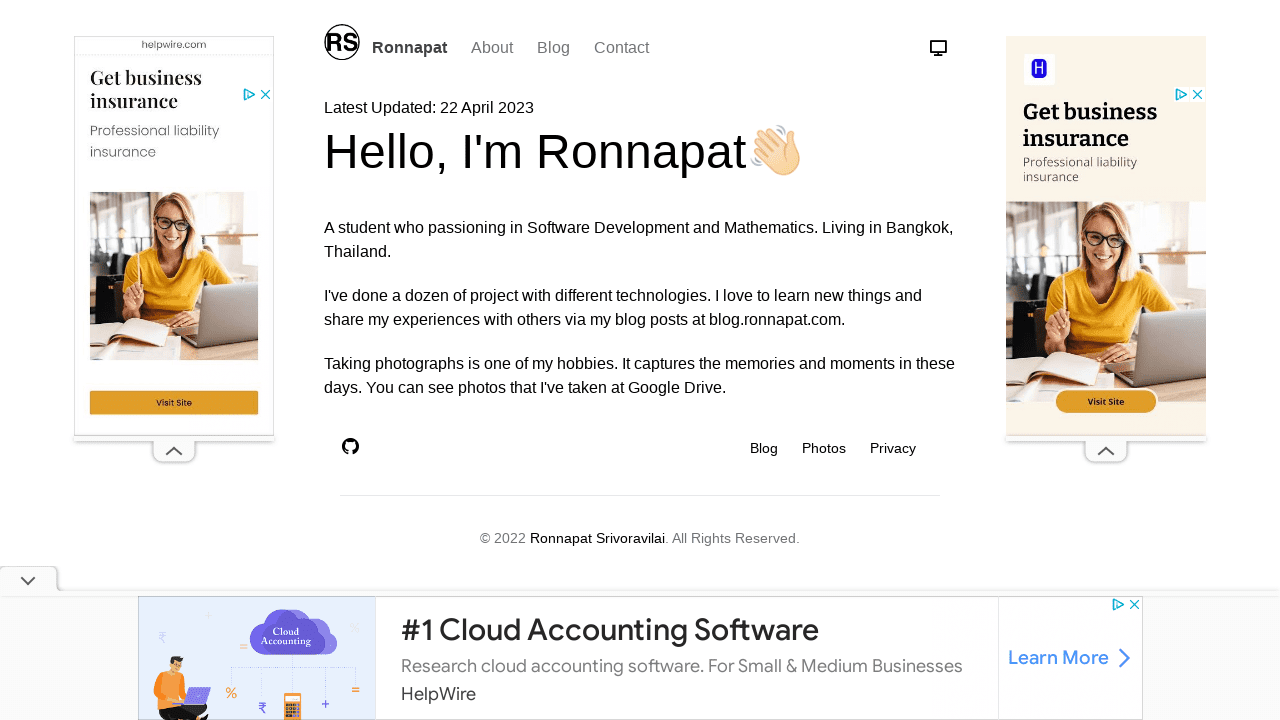 RS Ronnapat About Blog Contact
Latest Updated: 22 April 2023
Hello, I'm Ronnapat
A student who passioning in Software Development and Mathematics. Living in Bangkok,
Thailand.
I've done a dozen of project with different technologies. I love to learn new things and
share my experiences with others via my blog posts at blog.ronnapat.com.
Taking photographs is one of my hobbies. It captures the memories and moments in these
days. You can see photos that I've taken at Google Drive.
Blog Photos Privacy
© 2022 Ronnapat Srivoravilai. All Rights Reserved.
helpwire.com
Get business
insurance
Professional liability
insurance
Visit Site
H
Get business
insurance
Professional liability
insurance
Visit Site
Cloud
Accounting
#1 Cloud Accounting Software
Research cloud accounting software. For Small & Medium Businesses
HelpWire
Learn More